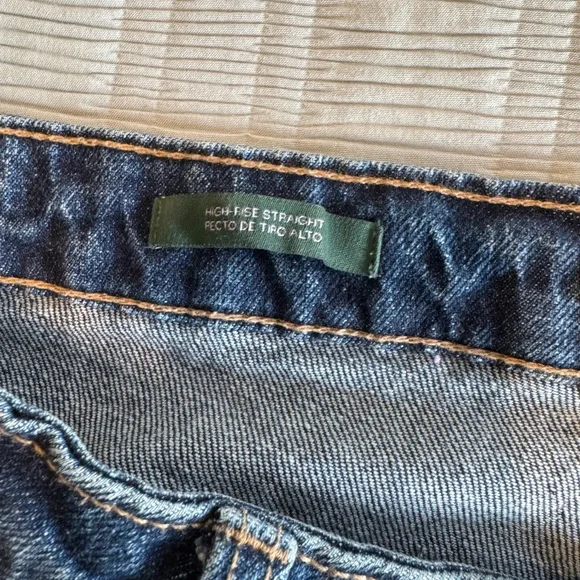 HIGH-RISE STRAIGHT
RECTO DE TIRO ALTO